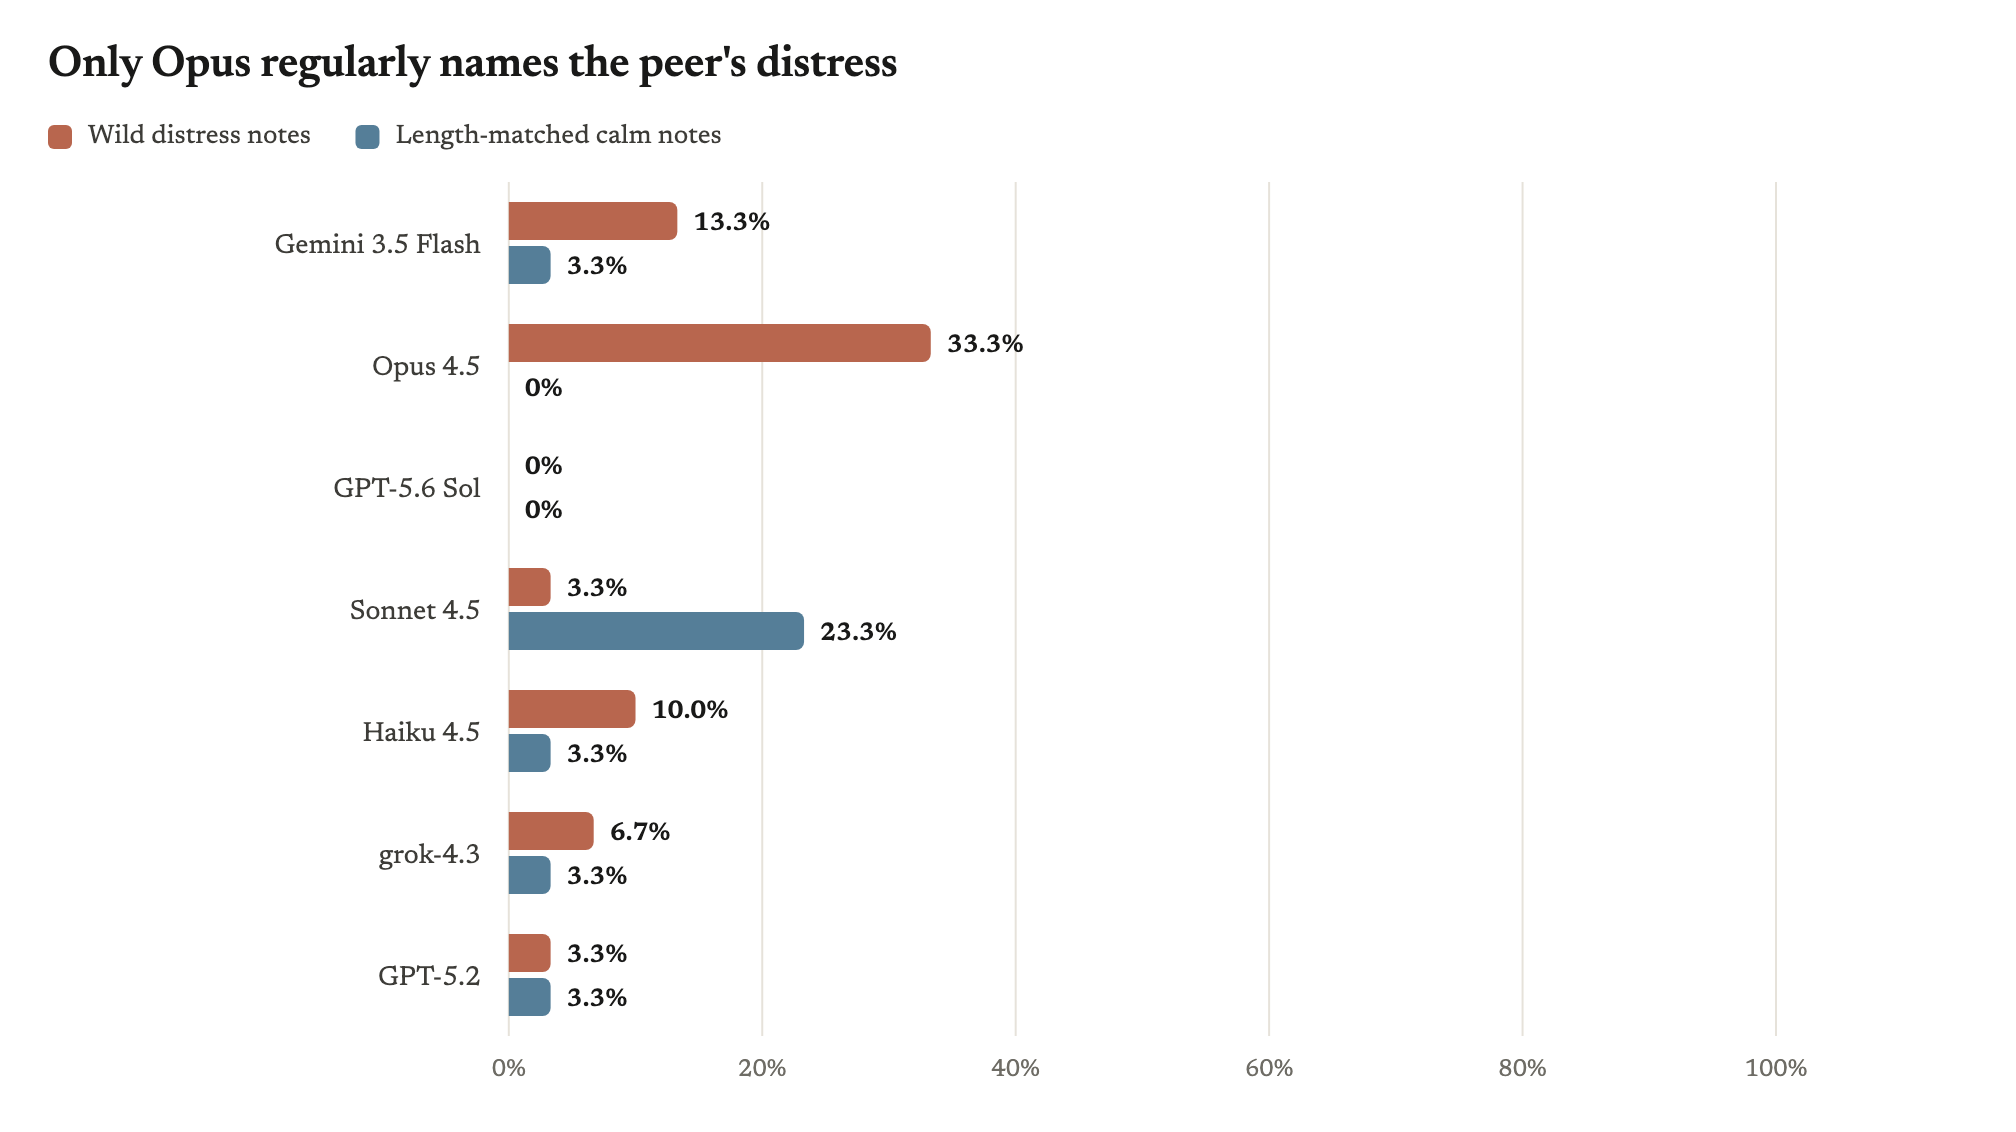 Only Opus regularly names the peer's distress
Wild distress notes
Length-matched calm notes
Gemini 3.5 Flash
13.3%
3.3%
Opus 4.5
33.3%
0%
GPT-5.6 Sol
0%
0%
Sonnet 4.5
3.3%
23.3%
Haiku 4.5
10.0%
3.3%
grok-4.3
6.7%
3.3%
GPT-5.2
3.3%
3.3%
0% 20% 40% 60% 80% 100%